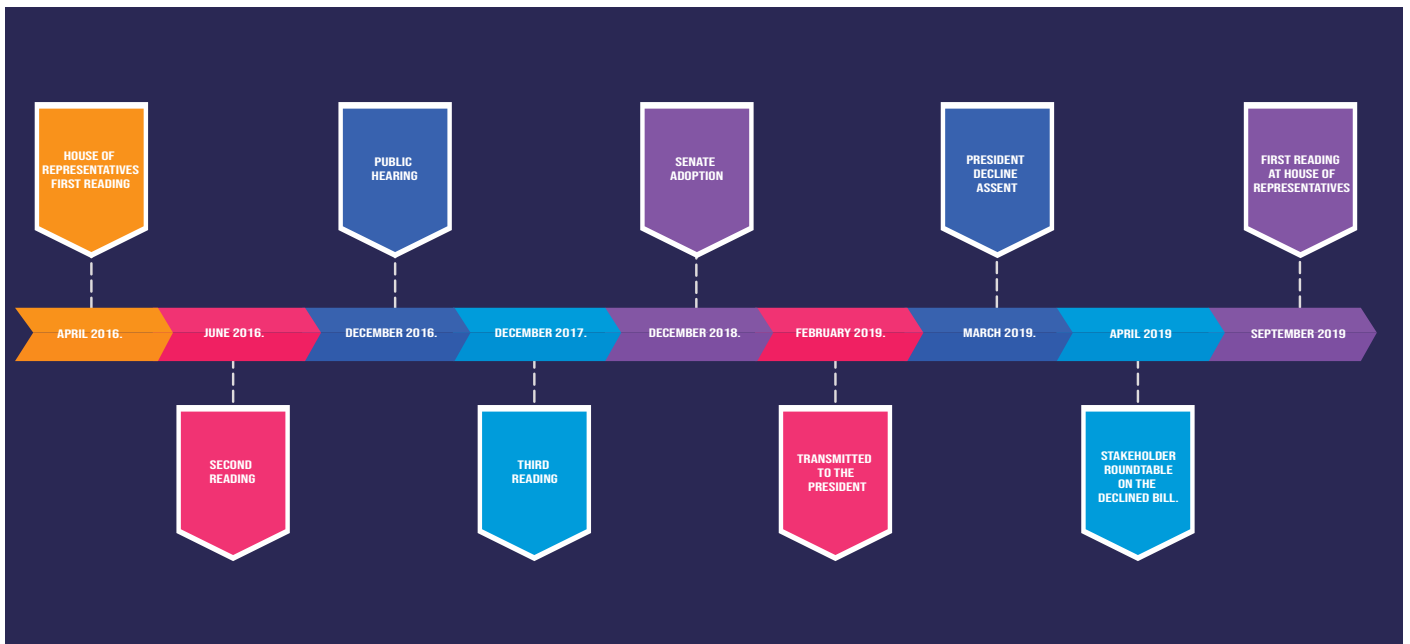 HOUSE OF
REPRESENTATIVES
FIRST READING
PUBLIC
HEARING
SENATE
ADOPTION
PRESIDENT
DECLINE
ASSENT
FIRST READING
AT HOUSE OF
REPRESENTATIVES
APRIL 2016.
JUNE 2016.
DECEMBER 2016.
DECEMBER 2017.
DECEMBER 2018.
FEBRUARY 2019.
MARCH 2019.
APRIL 2019
SEPTEMBER 2019
SECOND
READING
THIRD
READING
TRANSMITTED
TO THE
PRESIDENT
STAKEHOLDER
ROUNDTABLE
ON THE
DECLINED BILL.